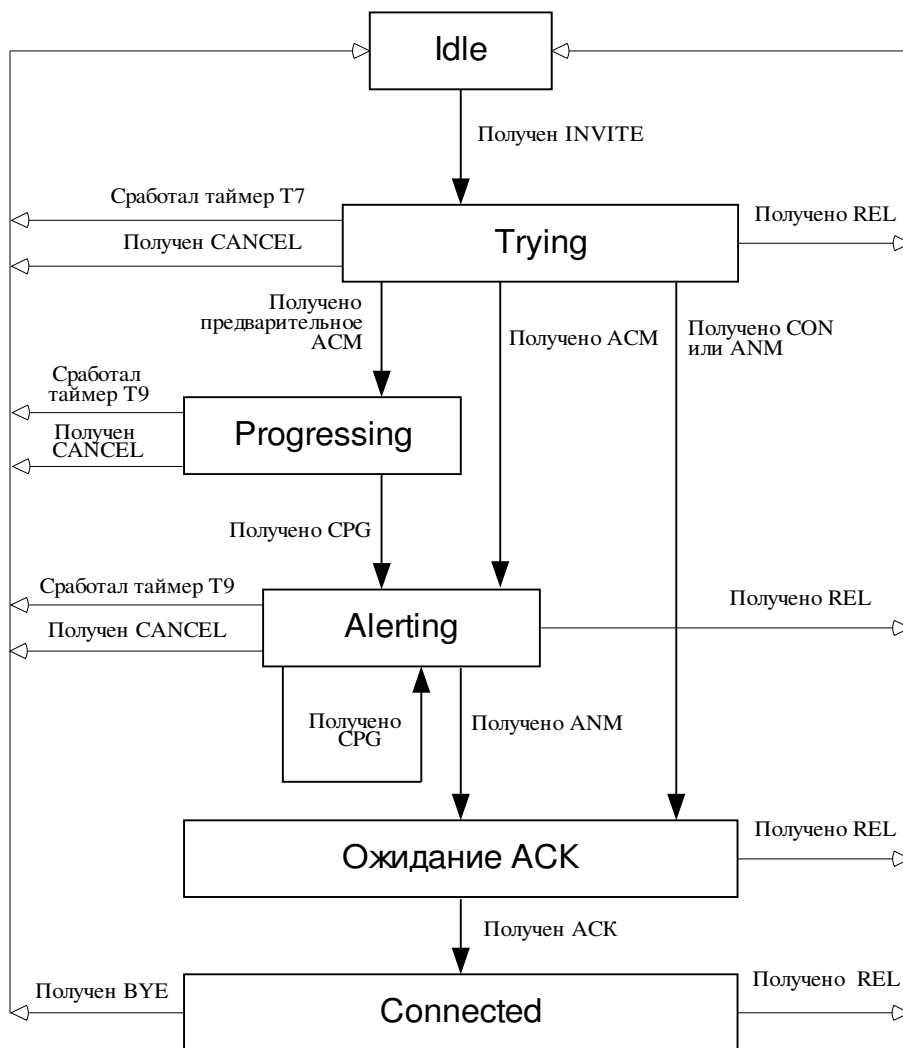 Idle
Получен INVITE
Сработал таймер T7
Получено REL
Получен CANCEL
Trying
Получено
предварительное
ACM
Получено ACM
Получено CON
или ANM
Сработал
таймер T9
Получен
CANCEL
Progressing
Получено CPG
Сработал таймер T9
Получено REL
Получен CANCEL
Alerting
Получено
CPG
Получено ANM
Получено REL
Ожидание ACK
Получен ACK
Получен BYE
Получено REL
Connected